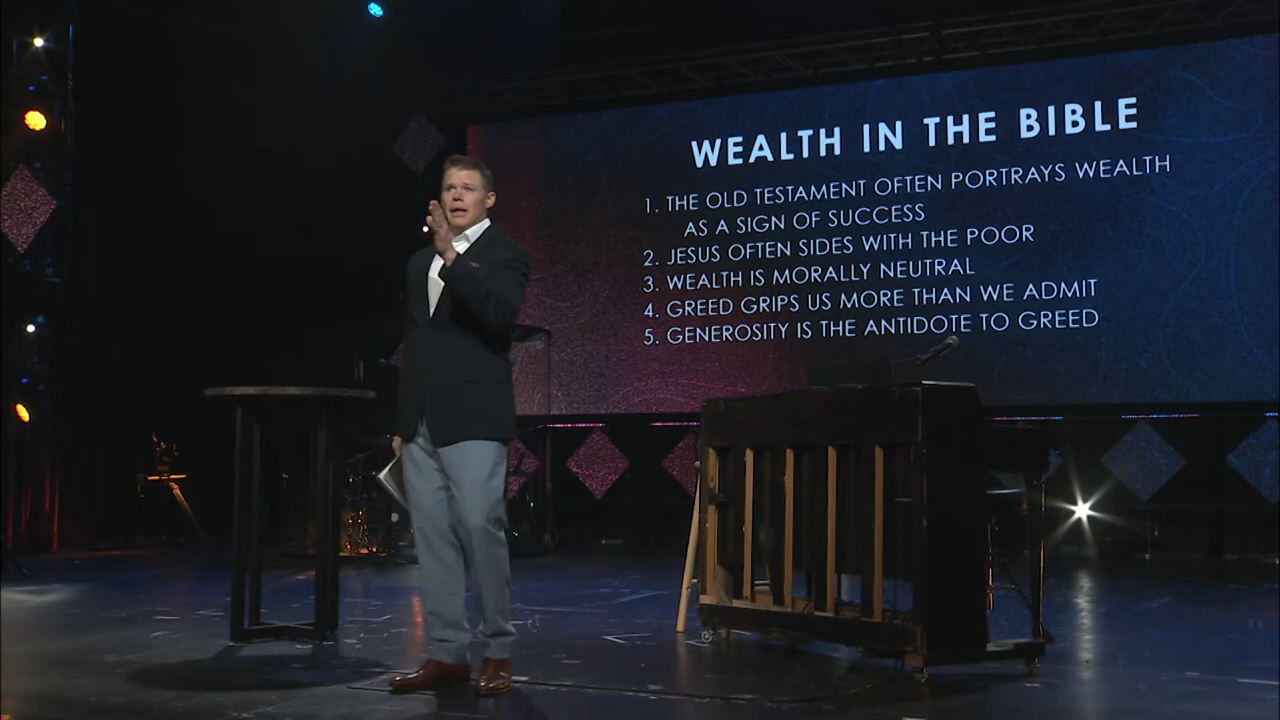 WEALTH IN THE BIBLE
1. THE OLD TESTAMENT OFTEN PORTRAYS WEALTH
AS A SIGN OF SUCCESS
2. JESUS OFTEN SIDES WITH THE POOR
3. WEALTH IS MORALLY NEUTRAL
4. GREED GRIPS US MORE THAN WE ADMIT
5. GENEROSITY IS THE ANTIDOTE TO GREED